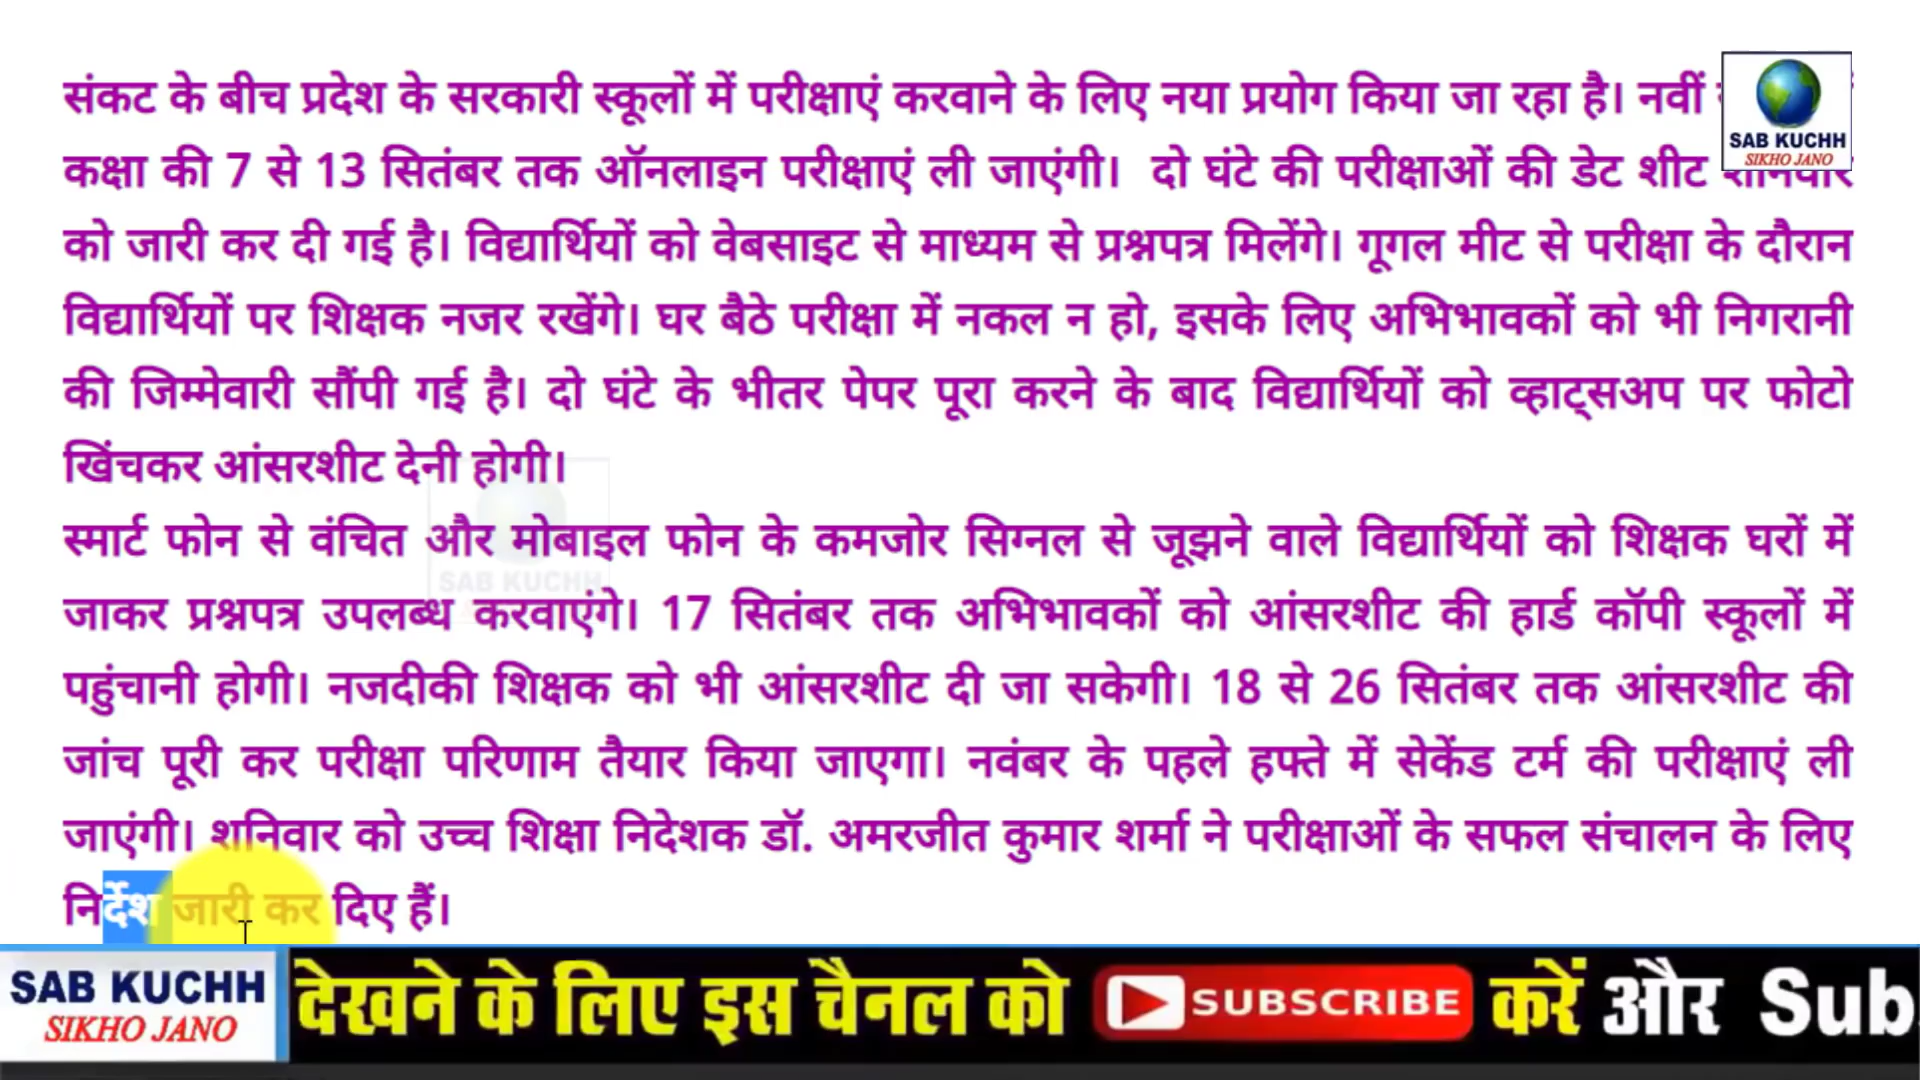 संकट के बीच प्रदेश के सरकारी स्कूलों में परीक्षाएं करवाने के लिए नया प्रयोग किया जा रहा है। नवीं
कक्षा की 7 से 13 सितंबर तक ऑनलाइन परीक्षाएं ली जाएंगी। दो घंटे की परीक्षाओं की डेट शीट शनिवार
को जारी कर दी गई है। विद्यार्थियों को वेबसाइट से माध्यम से प्रश्नपत्र मिलेंगे। गूगल मीट से परीक्षा के दौरान
विद्यार्थियों पर शिक्षक नजर रखेंगे। घर बैठे परीक्षा में नकल न हो, इसके लिए अभिभावकों को भी निगरानी
की जिम्मेवारी सौंपी गई है। दो घंटे के भीतर पेपर पूरा करने के बाद विद्यार्थियों को व्हाट्सअप पर फोटो
खिंचकर आंसरशीट देनी होगी।
स्मार्ट फोन से वंचित और मोबाइल फोन के कमजोर सिग्नल से जूझने वाले विद्यार्थियों को शिक्षक घरों में
जाकर प्रश्नपत्र उपलब्ध करवाएंगे। 17 सितंबर तक अभिभावकों को आंसरशीट की हार्ड कॉपी स्कूलों में
पहुंचानी होगी। नजदीकी शिक्षक को भी आंसरशीट दी जा सकेगी। 18 से 26 सितंबर तक आंसरशीट की
जांच पूरी कर परीक्षा परिणाम तैयार किया जाएगा। नवंबर के पहले हफ्ते में सेकेंड टर्म की परीक्षाएं ली
जाएंगी। शनिवार को उच्च शिक्षा निदेशक डॉ. अमरजीत कुमार शर्मा ने परीक्षाओं के सफल संचालन के लिए
निर्देश जारी कर दिए हैं।
SAB KUCHH
SIKHO JANO
SAB KUCHH
SAB KUCHH
SIKHO JANO
देखने के लिए इस चैनल को SUBSCRIBE करें और Sub